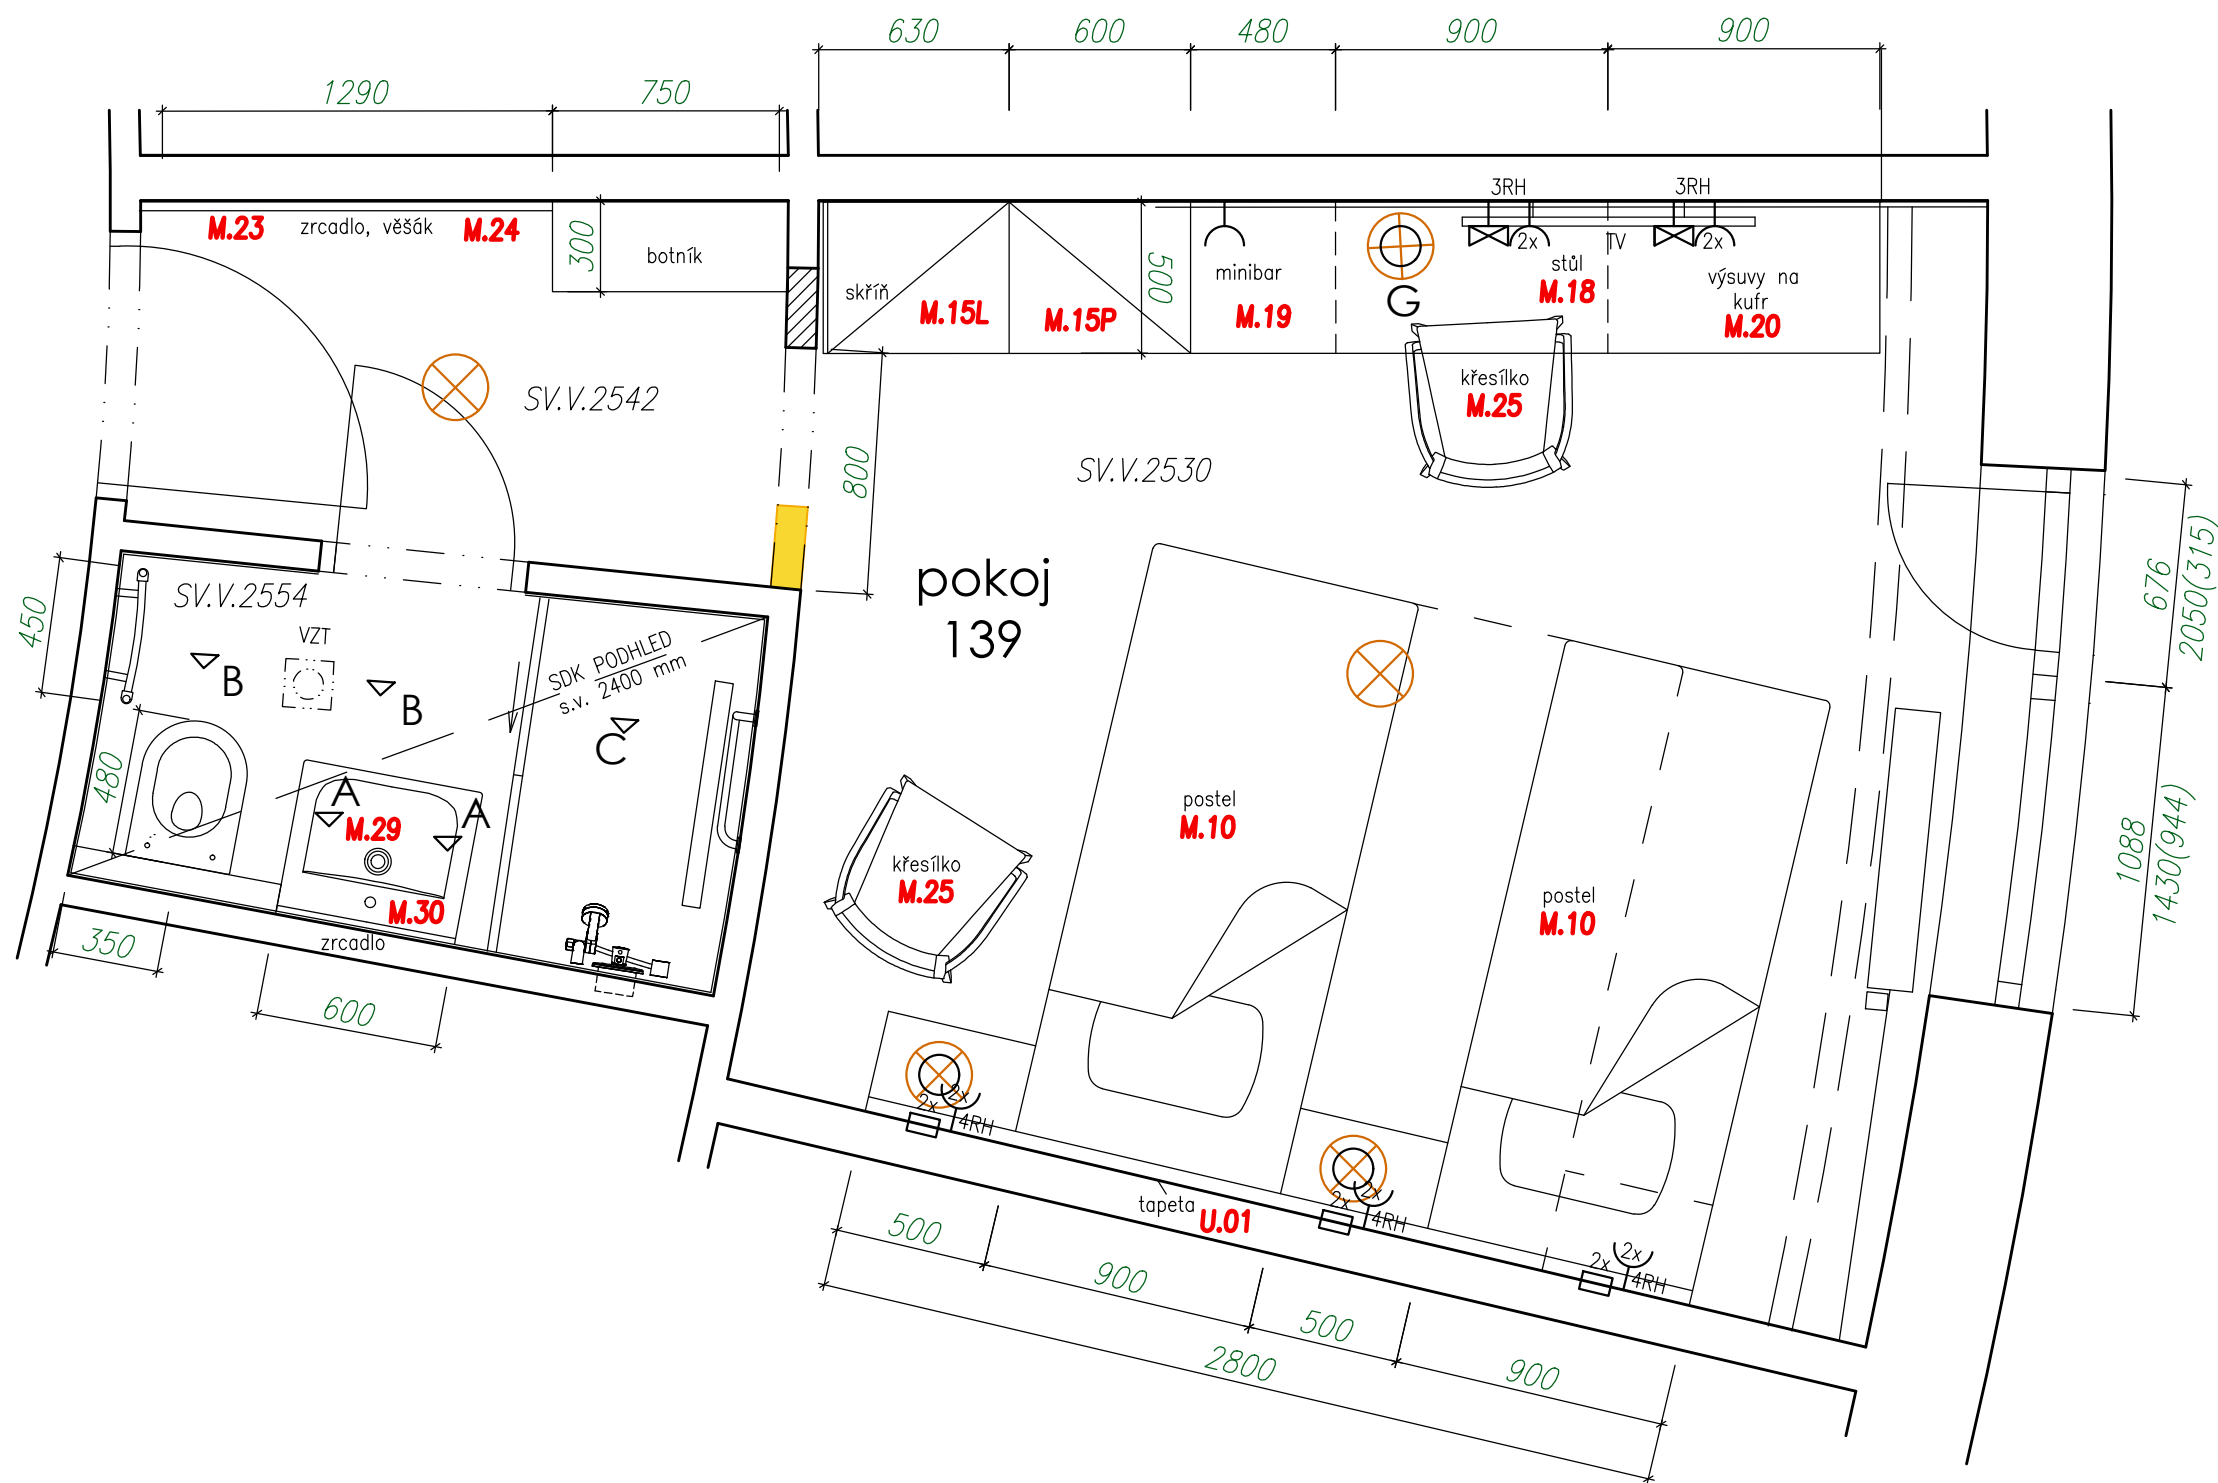 630 600 480 900 900
1290 750
3RH 3RH
M.23 zrcadlo, věšák M.24
300
botník
2x TV 2x
500
minibar
stůl
M.18
výsuvy na
kufr
M.20
skříň
M.15L
M.15P
M.19
G
křesílko
M.25
SV.V.2542
800
SV.V.2530
pokoj
139
676
2050(315)
450
SV.V.2554
VZT
SDK PODHLED
s.v. 2400 mm
B
B
C
480
A
A
M.29
M.30
zrcadlo
350
600
postel
M.10
křesílko
M.25
postel
M.10
1088
1430(944)
2x
2x
4RH
2x
2x
4RH
2x
2x
4RH
tapeta
U.01
500
900
500
900
2800